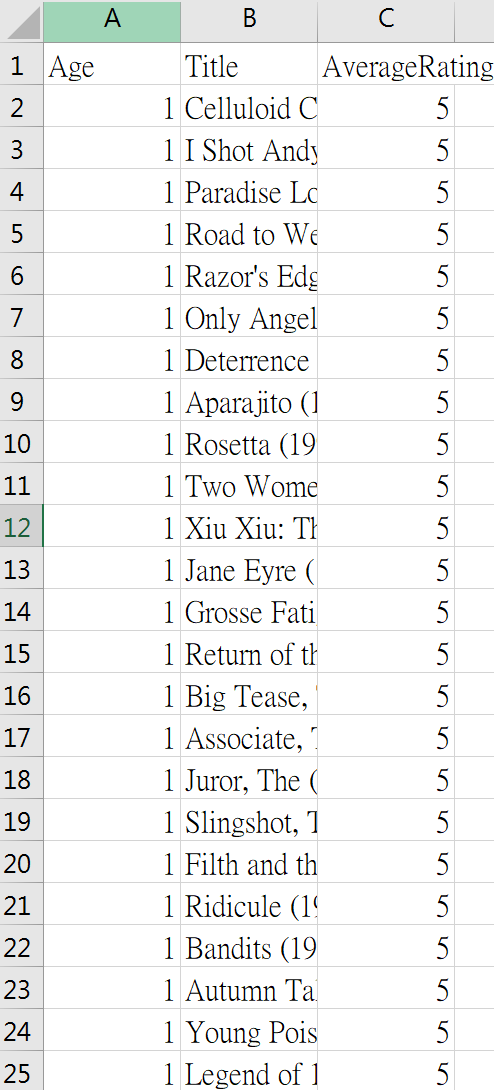 A B C
1 Age Title AverageRating
2 1 Celluloid C 5
3 1 I Shot Andy 5
4 1 Paradise Lo 5
5 1 Road to We 5
6 1 Razor's Edg 5
7 1 Only Angel 5
8 1 Deterrence 5
9 1 Aparajito (1 5
10 1 Rosetta (19 5
11 1 Two Wome 5
12 1 Xiu Xiu: Th 5
13 1 Jane Eyre ( 5
14 1 Grosse Fati 5
15 1 Return of th 5
16 1 Big Tease, 5
17 1 Associate, T 5
18 1 Juror, The ( 5
19 1 Slingshot, T 5
20 1 Filth and th 5
21 1 Ridicule (19 5
22 1 Bandits (19 5
23 1 Autumn Ta 5
24 1 Young Pois 5
25 1 Legend of 1 5